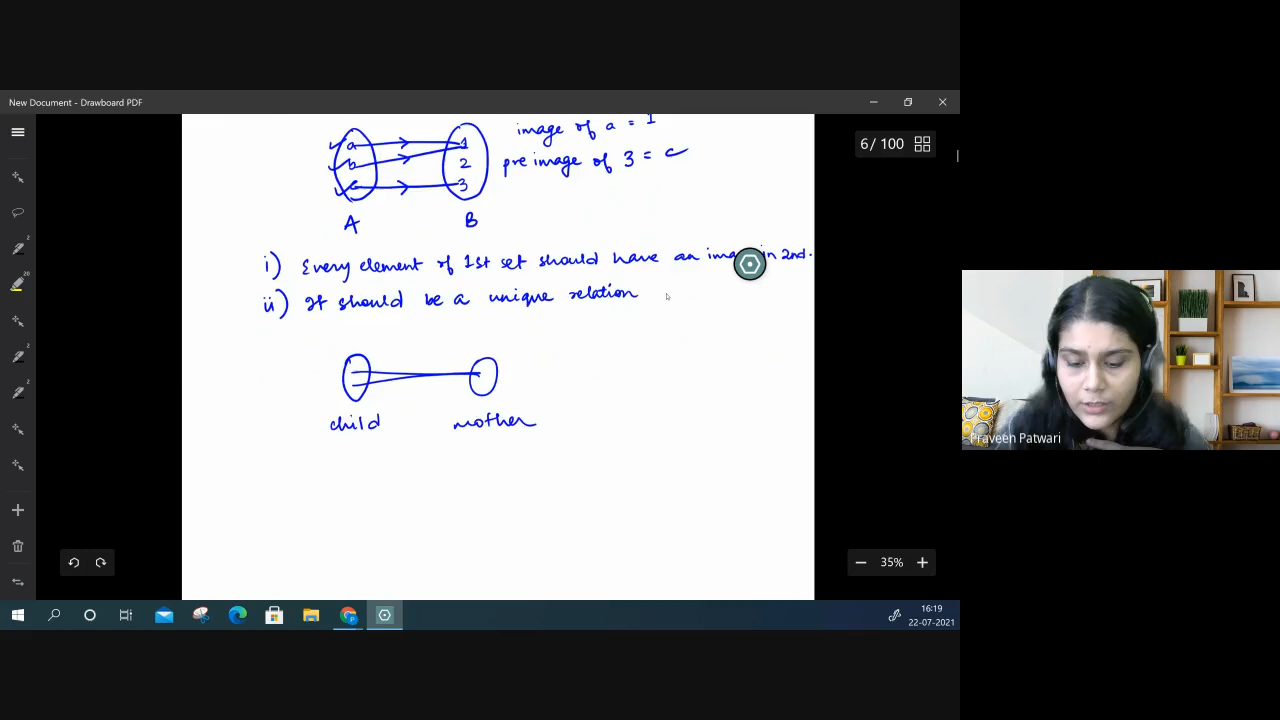 New Document - Drawboard PDF
image of a = 1
6 / 100
a 1
b 2
pre image of 3 = c
c 3
A B
i) Every element of 1st set should have an in 2nd.
ii) It should be a unique relation
child mother
Praveen Patwari
35%
16:19
22-07-2021